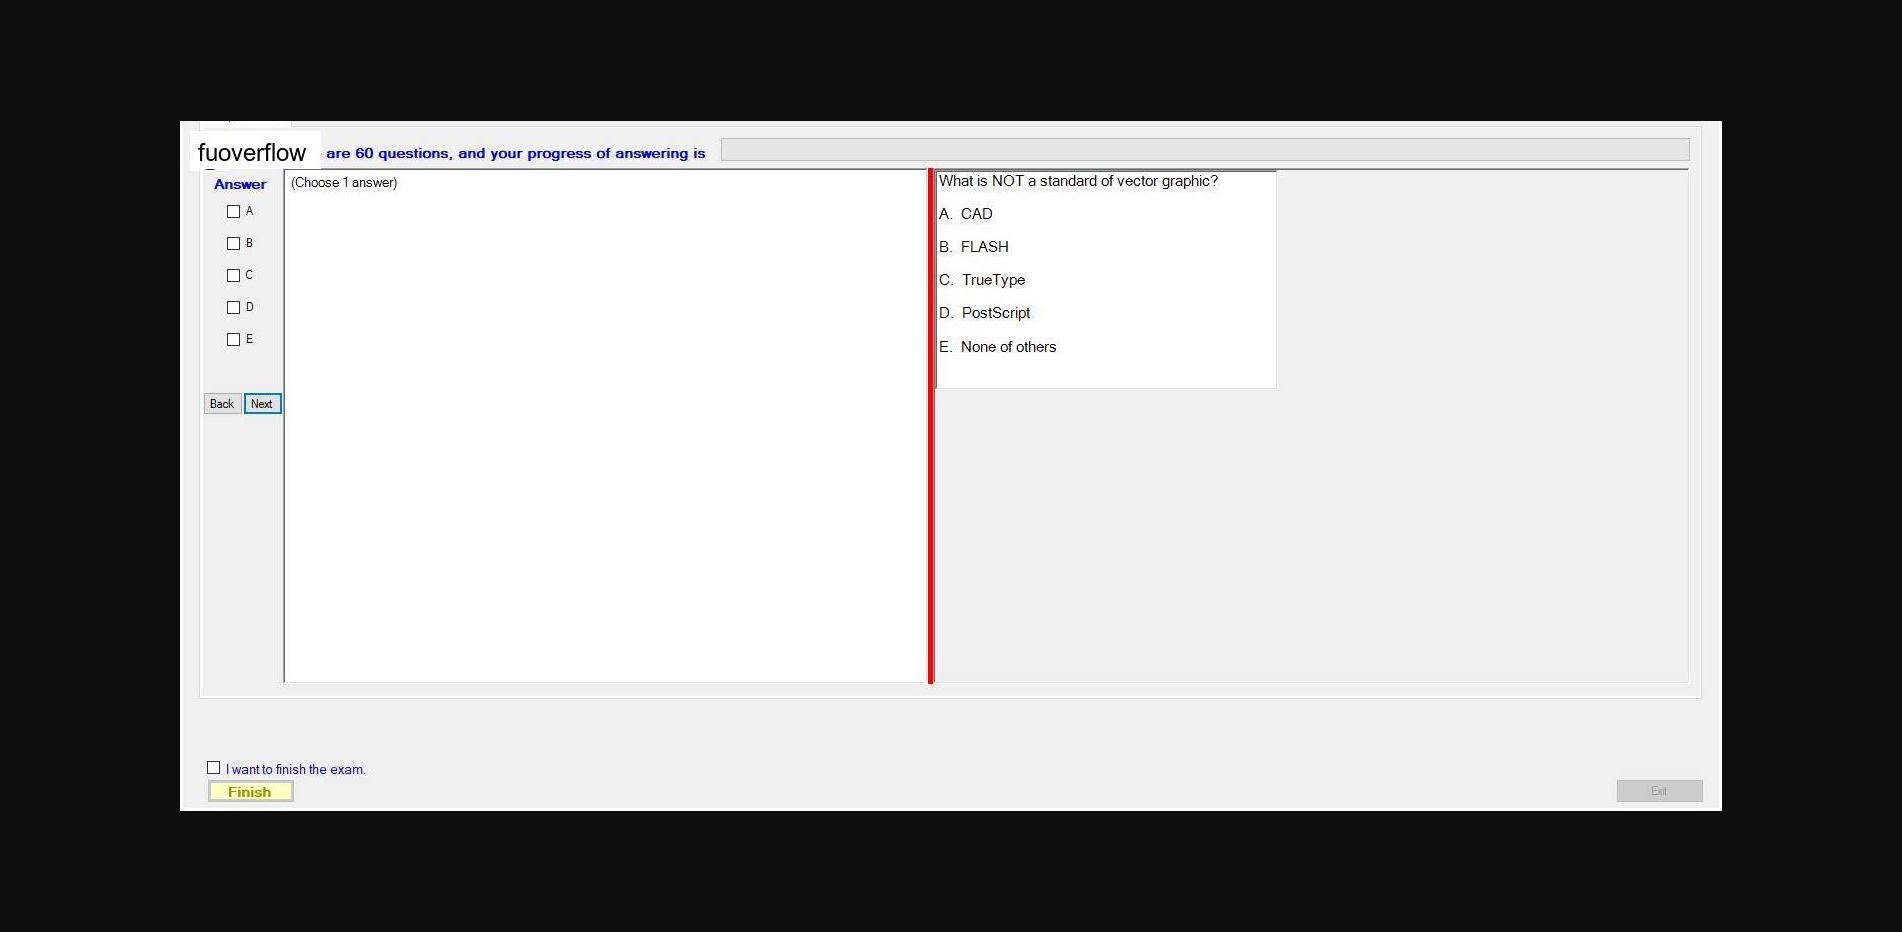 fuoverflow are 60 questions, and your progress of answering is
Answer
(Choose 1 answer)
A
B
C
D
E
Back Next
What is NOT a standard of vector graphic?
A. CAD
B. FLASH
C. TrueType
D. PostScript
E. None of others
I want to finish the exam.
Finish
Exit